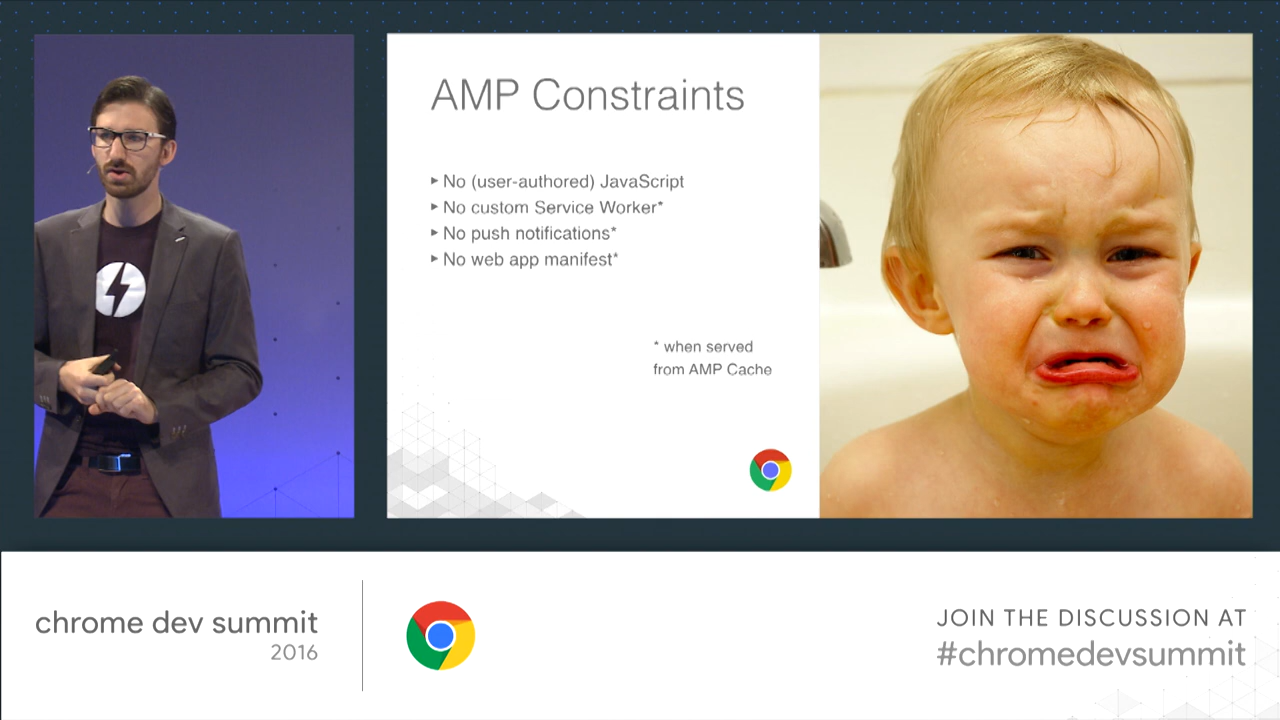 AMP Constraints
▸ No (user-authored) JavaScript
▸ No custom Service Worker*
▸ No push notifications*
▸ No web app manifest*
* when served
from AMP Cache
chrome dev summit
2016
JOIN THE DISCUSSION AT
#chromedevsummit